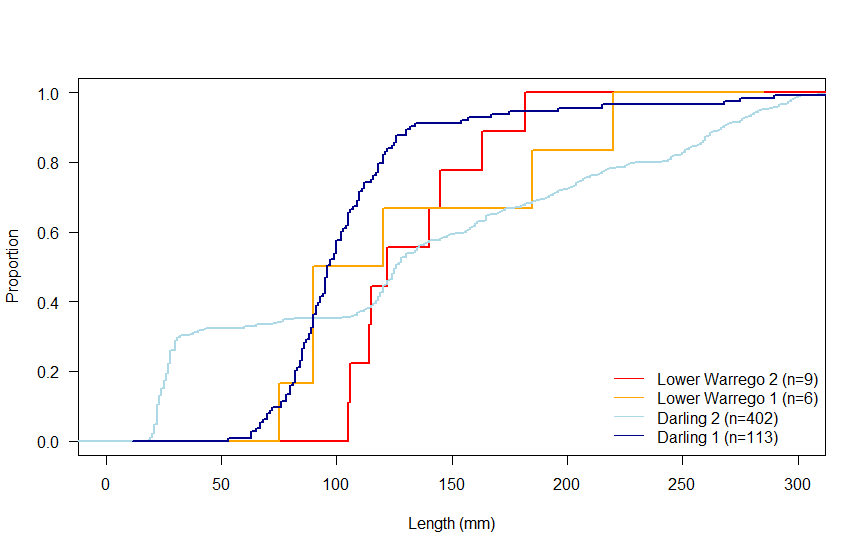 1.0
0.8
0.6
0.4
0.2
0.0
Proportion
Lower Warrego 2 (n=9)
Lower Warrego 1 (n=6)
Darling 2 (n=402)
Darling 1 (n=113)
0 50 100 150 200 250 300
Length (mm)